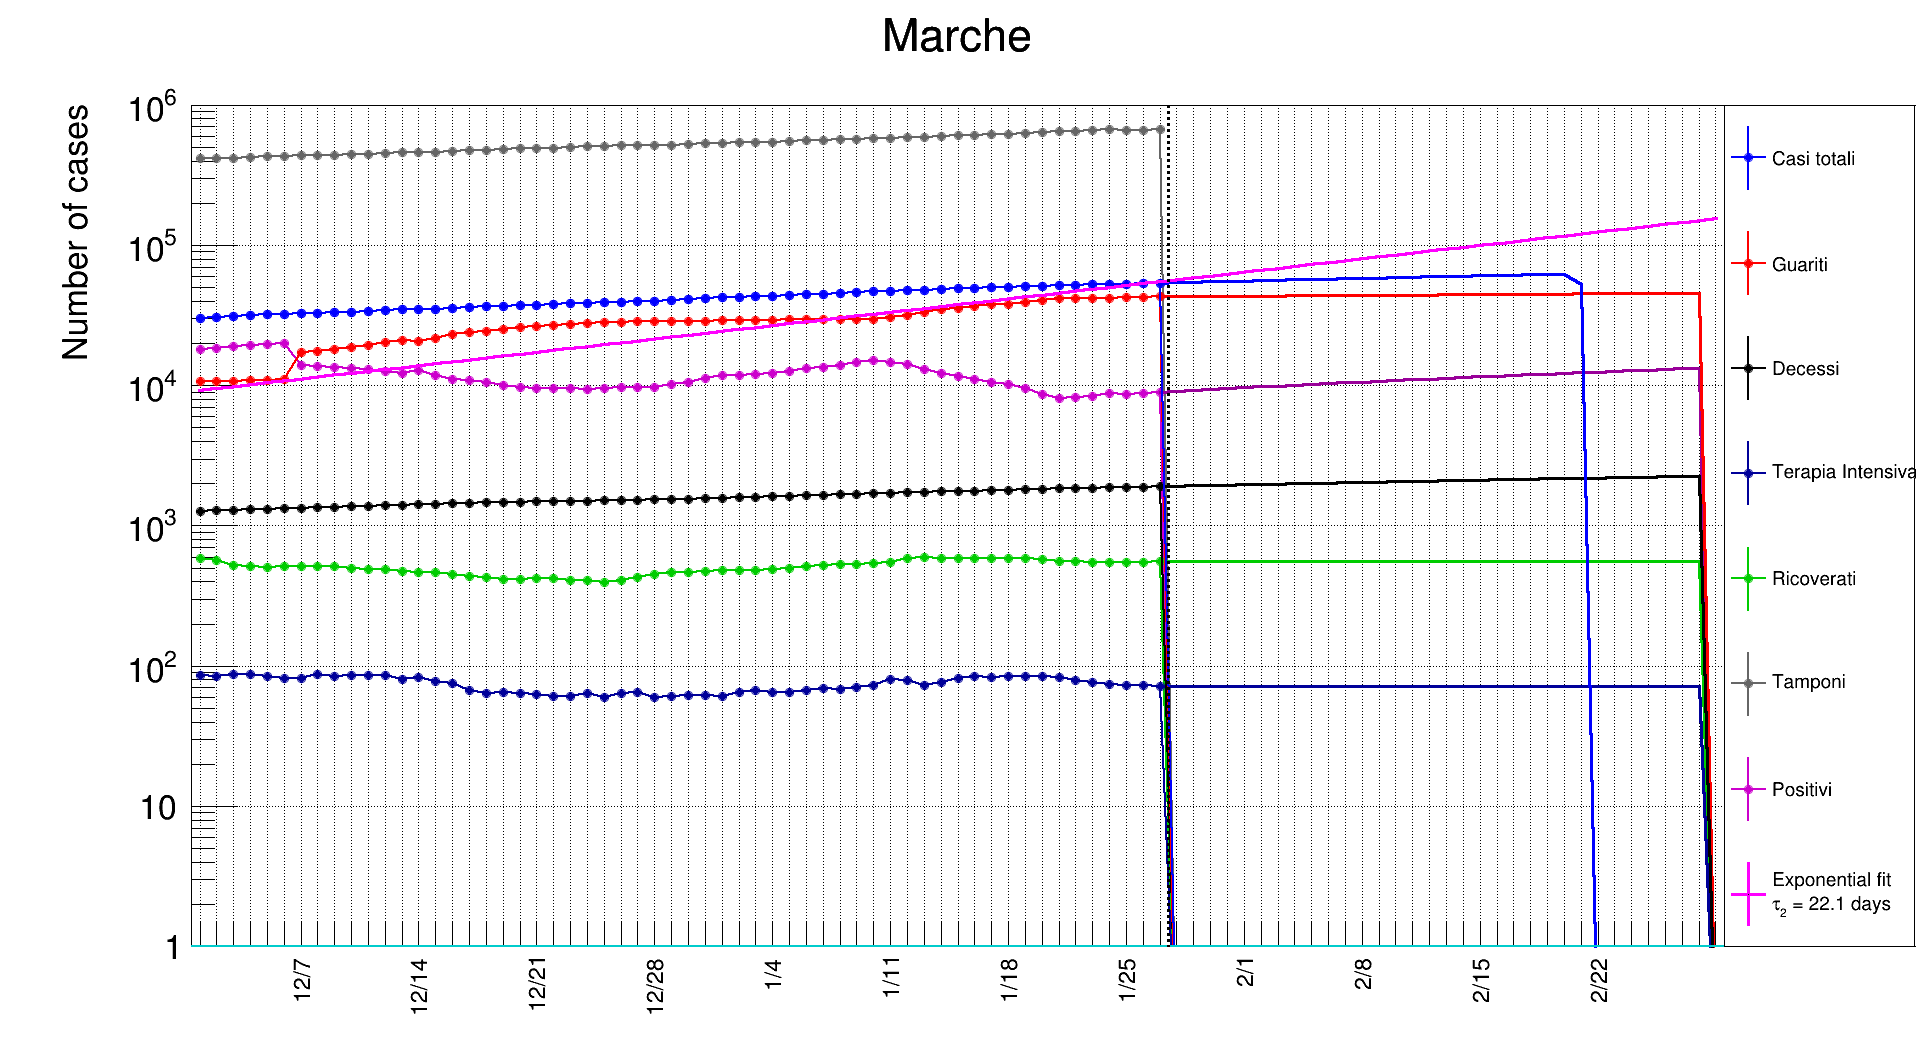 Marche
Number of cases
10^6
10^5
10^4
10^3
10^2
10
1
12/7
12/14
12/21
12/28
1/4
1/11
1/18
1/25
2/1
2/8
2/15
2/22
Casi totali
Guariti
Decessi
Terapia Intensiva
Ricoverati
Tamponi
Positivi
Exponential fit
τ_2 = 22.1 days